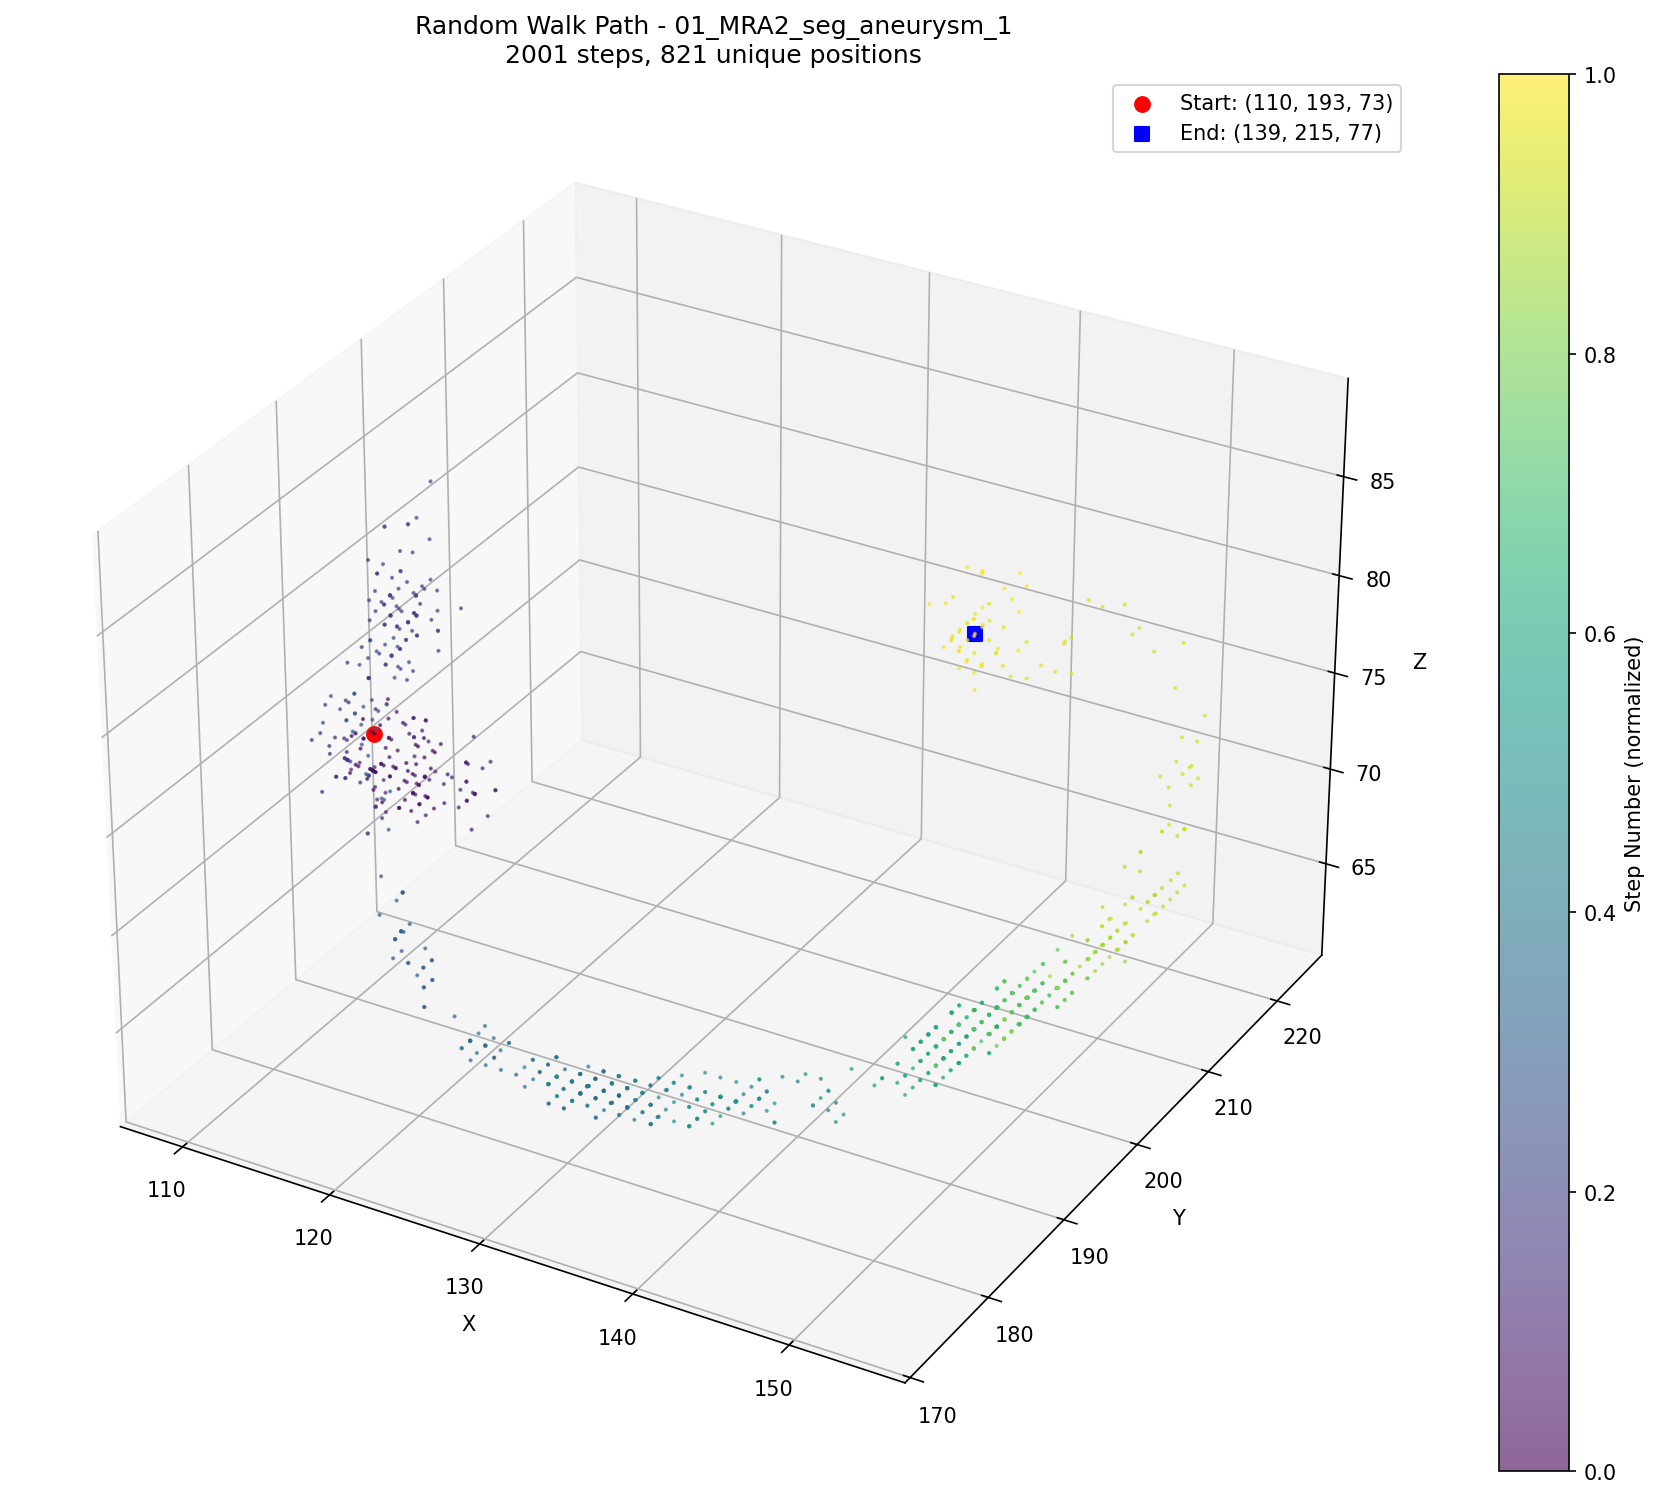 Random Walk Path - 01_MRA2_seg_aneurysm_1
2001 steps, 821 unique positions
Start: (110, 193, 73)
End: (139, 215, 77)
1.0
0.8
0.6
0.4
0.2
0.0
Step Number (normalized)
85
80
75
70
65
Z
220
210
200
190
180
170
Y
110
120
130
140
150
X